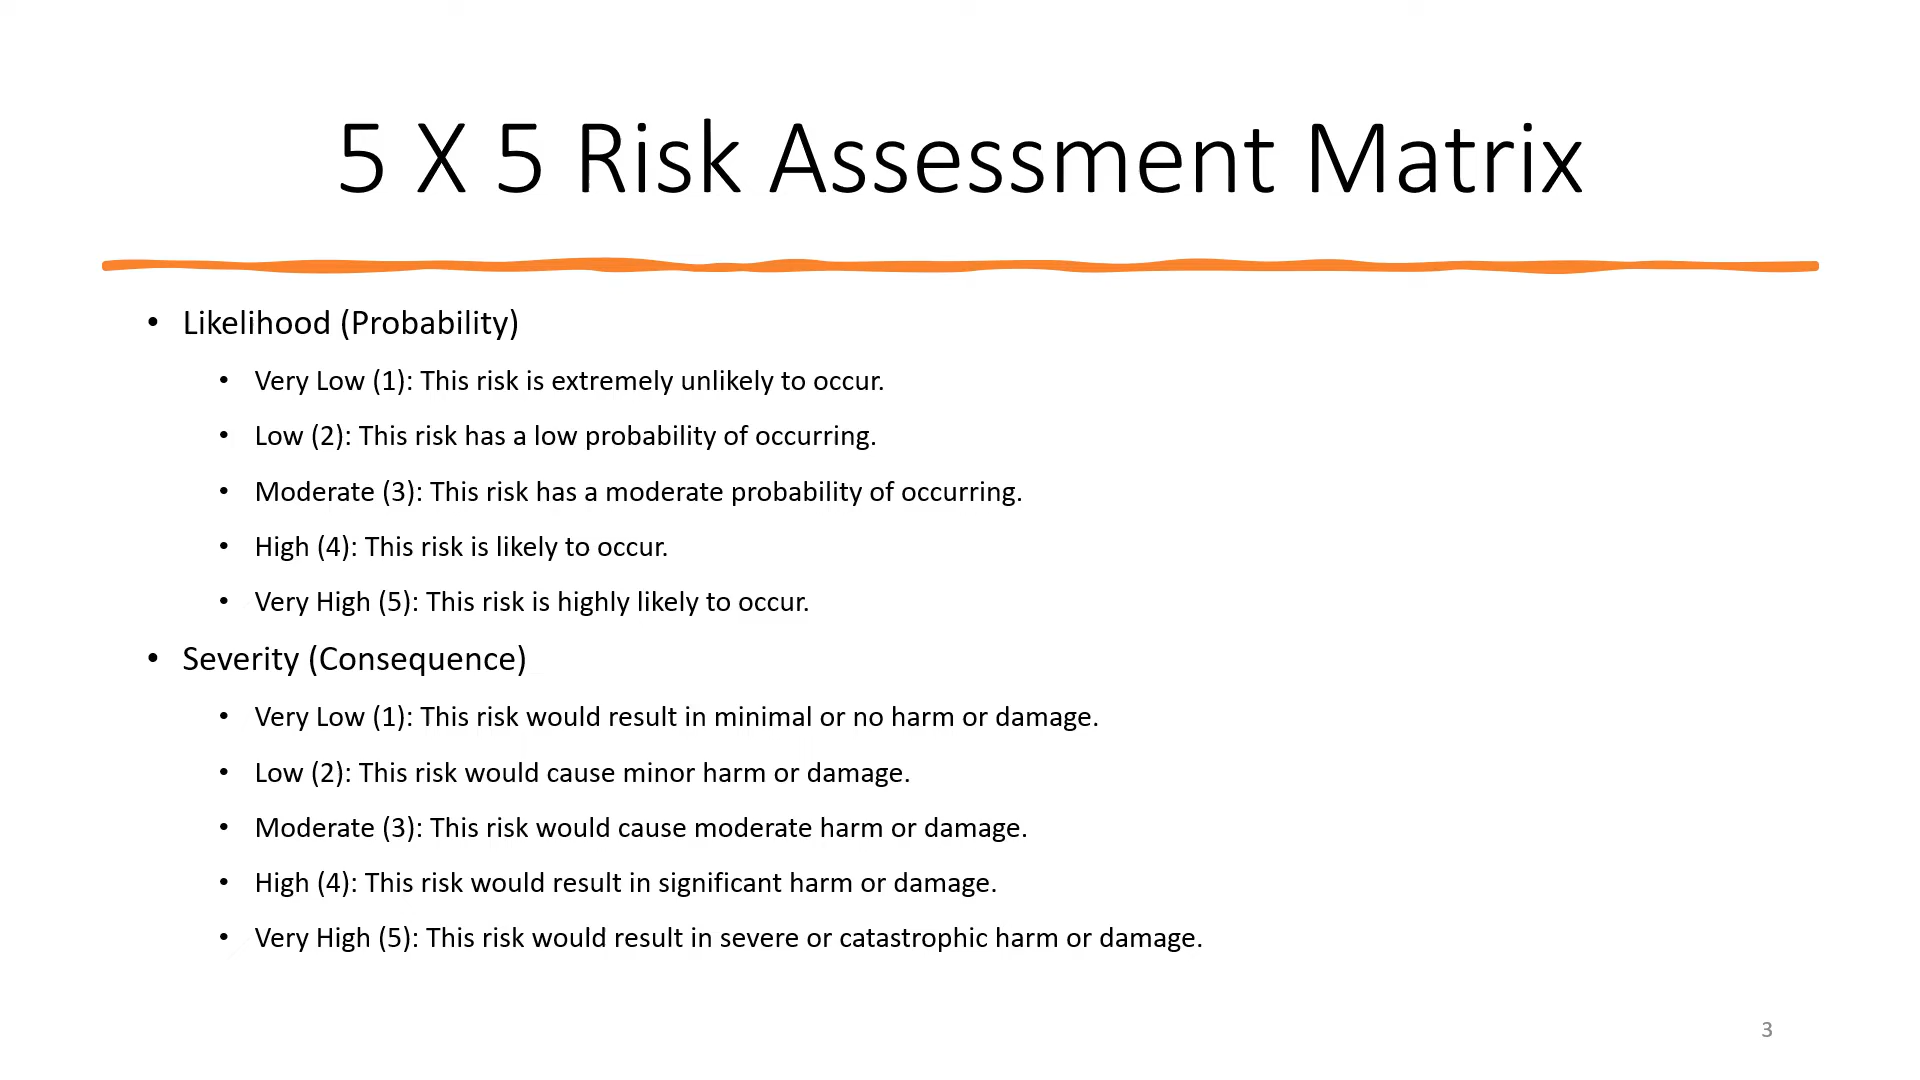 5 X 5 Risk Assessment Matrix
• Likelihood (Probability)
• Very Low (1): This risk is extremely unlikely to occur.
• Low (2): This risk has a low probability of occurring.
• Moderate (3): This risk has a moderate probability of occurring.
• High (4): This risk is likely to occur.
• Very High (5): This risk is highly likely to occur.
• Severity (Consequence)
• Very Low (1): This risk would result in minimal or no harm or damage.
• Low (2): This risk would cause minor harm or damage.
• Moderate (3): This risk would cause moderate harm or damage.
• High (4): This risk would result in significant harm or damage.
• Very High (5): This risk would result in severe or catastrophic harm or damage.
3